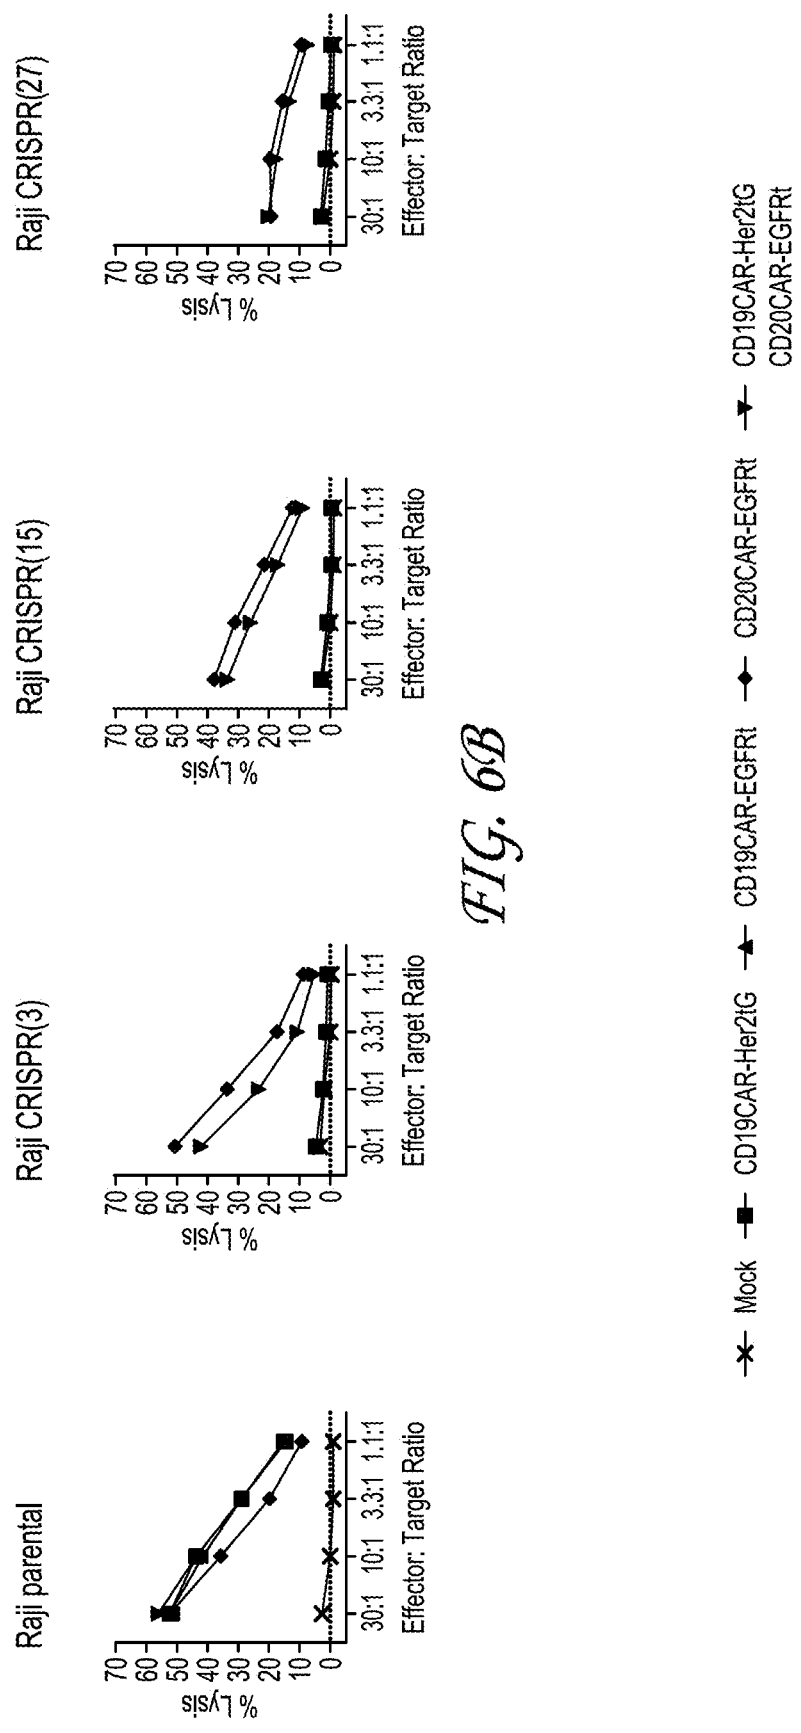 Raji parental
% Lysis
70
60
50
40
30
20
10
0
30:1 10:1 3.3:1 1.1:1
Effector: Target Ratio
Raji CRISPR(3)
% Lysis
70
60
50
40
30
20
10
0
30:1 10:1 3.3:1 1.1:1
Effector: Target Ratio
Raji CRISPR(15)
% Lysis
70
60
50
40
30
20
10
0
30:1 10:1 3.3:1 1.1:1
Effector: Target Ratio
Raji CRISPR(27)
% Lysis
70
60
50
40
30
20
10
0
30:1 10:1 3.3:1 1.1:1
Effector: Target Ratio
FIG. 6B
Mock
CD19CAR-Her2tG
CD19CAR-EGFRt
CD20CAR-EGFRt
CD19CAR-Her2tG
CD20CAR-EGFRt